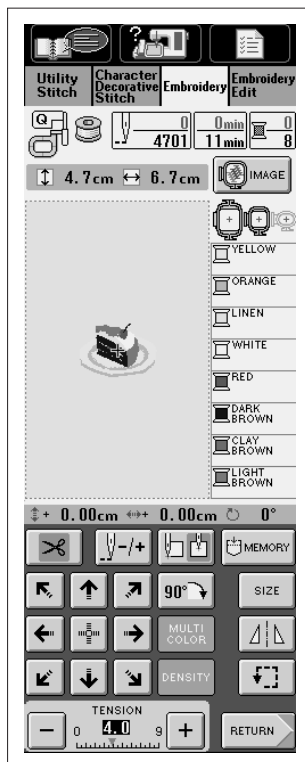 Utility Stitch
Character Decorative Stitch
Embroidery
Embroidery Edit
Q
0
4701
0min
11min
0
8
4.7cm 6.7cm
IMAGE
YELLOW
ORANGE
LINEN
WHITE
RED
DARK BROWN
CLAY BROWN
LIGHT BROWN
+ 0.00cm + 0.00cm 0°
-/+
MEMORY
90°
SIZE
MULTI COLOR
DENSITY
TENSION
- 0 4.0 9 +
RETURN